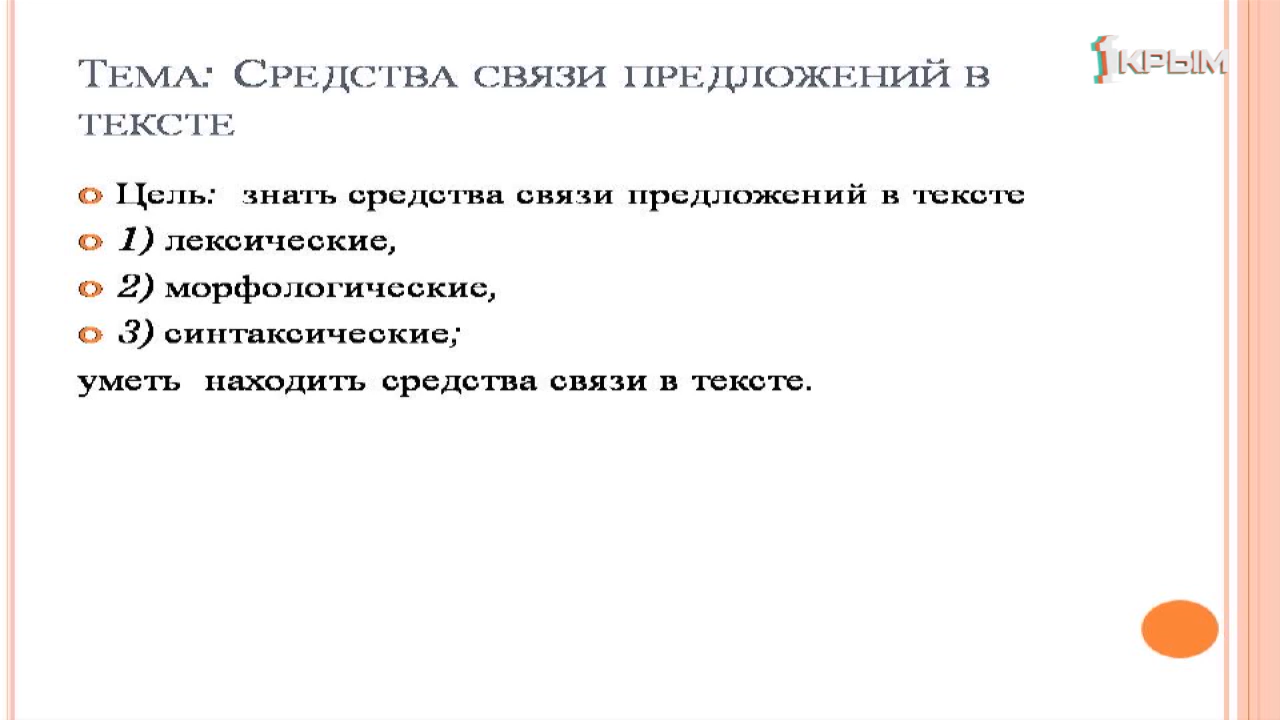 Тема: Средства связи предложений в
тексте
1КРЫМ
Цель: знать средства связи предложений в тексте
1) лексические,
2) морфологические,
3) синтаксические;
уметь находить средства связи в тексте.